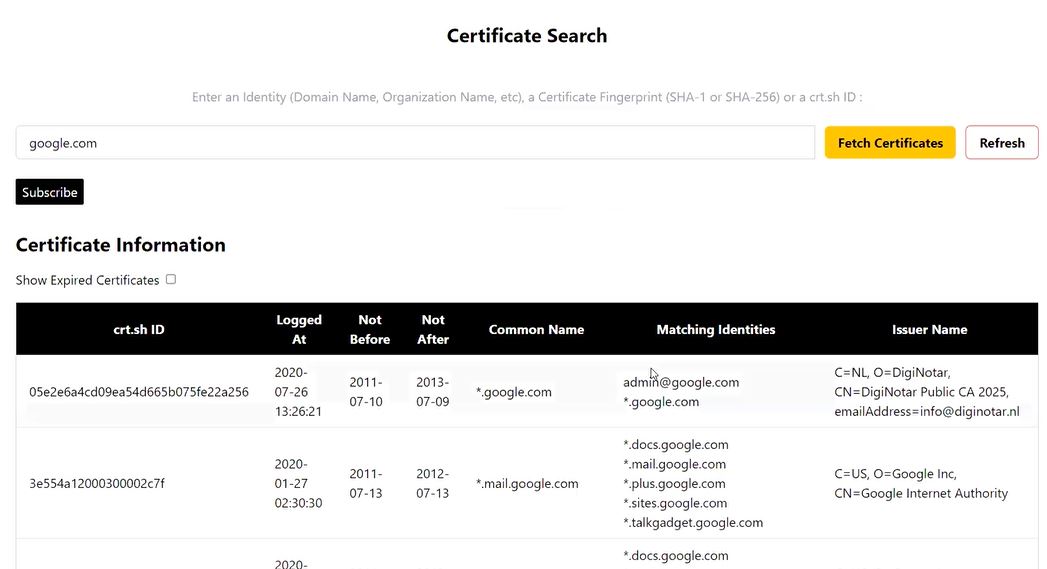 Certificate Search
Enter an Identity (Domain Name, Organization Name, etc), a Certificate Fingerprint (SHA-1 or SHA-256) or a crt.sh ID :
google.com
Fetch Certificates
Refresh
Subscribe
Certificate Information
Show Expired Certificates
crt.sh ID
Logged
At
Not
Before
Not
After
Common Name
Matching Identities
Issuer Name
05e2e6a4cd09ea54d665b075fe22a256
2020-
07-26
13:26:21
2011-
07-10
2013-
07-09
*.google.com
admin@google.com
*.google.com
C=NL, O=DigiNotar,
CN=DigiNotar Public CA 2025,
emailAddress=info@diginotar.nl
3e554a12000300002c7f
2020-
01-27
02:30:30
2011-
07-13
2012-
07-13
*.mail.google.com
*.docs.google.com
*.mail.google.com
*.plus.google.com
*.sites.google.com
*.talkgadget.google.com
C=US, O=Google Inc,
CN=Google Internet Authority
2020-
*.docs.google.com